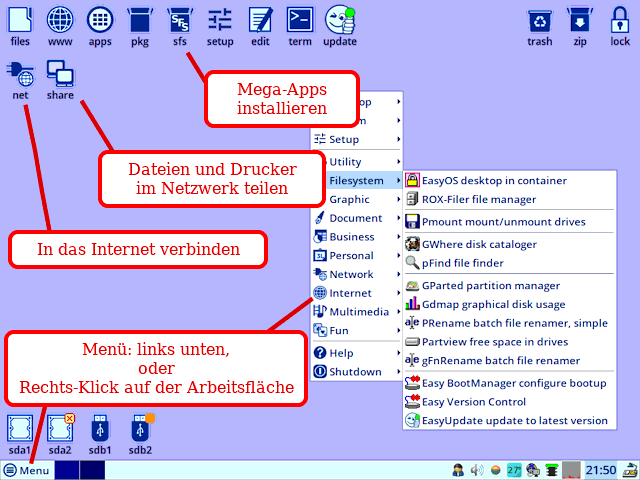 files
www
apps
pkg
sfs
setup
edit
term
update
trash
zip
lock
net
share
Mega-Apps
installieren
Dateien und Drucker
im Netzwerk teilen
In das Internet verbinden
Menü: links unten,
oder
Rechts-Klick auf der Arbeitsfläche
Setup
Utility
Filesystem
Graphic
Document
Business
Personal
Network
Internet
Multimedia
Fun
Help
Shutdown
EasyOS desktop in container
ROX-Filer file manager
Pmount mount/unmount drives
GWhere disk cataloger
pFind file finder
GParted partition manager
Gdmap graphical disk usage
PRename batch file renamer, simple
Partview free space in drives
gFnRename batch file renamer
Easy BootManager configure bootup
Easy Version Control
EasyUpdate update to latest version
sda1
sda2
sdb1
sdb2
Menu
27°
21:50